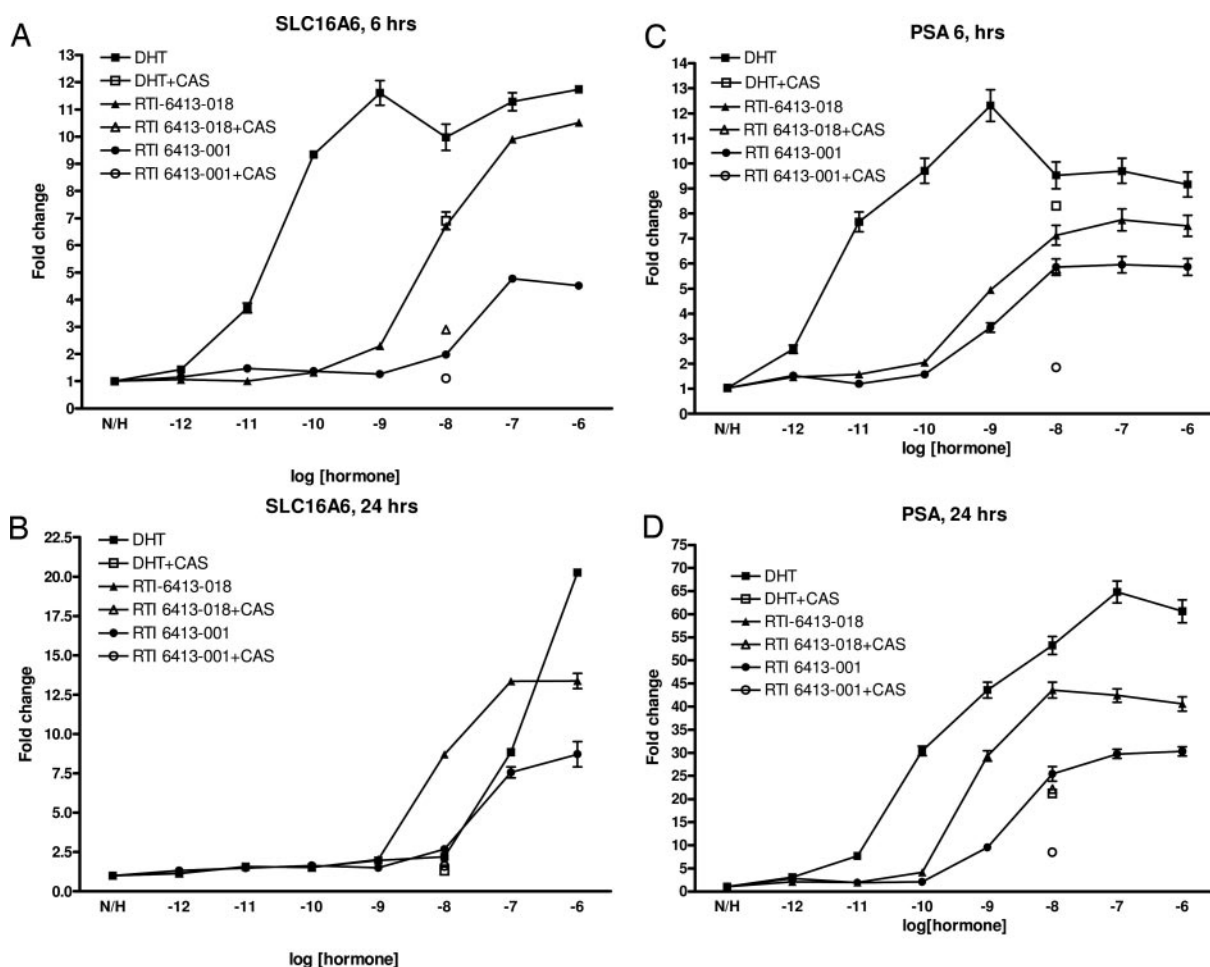 A
SLC16A6, 6 hrs
DHT
DHT+CAS
RTI-6413-018
RTI 6413-018+CAS
RTI 6413-001
RTI 6413-001+CAS
Fold change
13
12
11
10
9
8
7
6
5
4
3
2
1
0
N/H -12 -11 -10 -9 -8 -7 -6
log [hormone]
B
SLC16A6, 24 hrs
DHT
DHT+CAS
RTI-6413-018
RTI 6413-018+CAS
RTI 6413-001
RTI 6413-001+CAS
Fold change
22.5
20.0
17.5
15.0
12.5
10.0
7.5
5.0
2.5
0.0
N/H -12 -11 -10 -9 -8 -7 -6
log [hormone]
C
PSA 6, hrs
DHT
DHT+CAS
RTI-6413-018
RTI 6413-018+CAS
RTI 6413-001
RTI 6413-001+CAS
Fold change
14
13
12
11
10
9
8
7
6
5
4
3
2
1
0
N/H -12 -11 -10 -9 -8 -7 -6
log [hormone]
D
PSA, 24 hrs
DHT
DHT+CAS
RTI-6413-018
RTI 6413-018+CAS
RTI 6413-001
RTI 6413-001+CAS
Fold change
75
70
65
60
55
50
45
40
35
30
25
20
15
10
5
0
N/H -12 -11 -10 -9 -8 -7 -6
log[hormone]